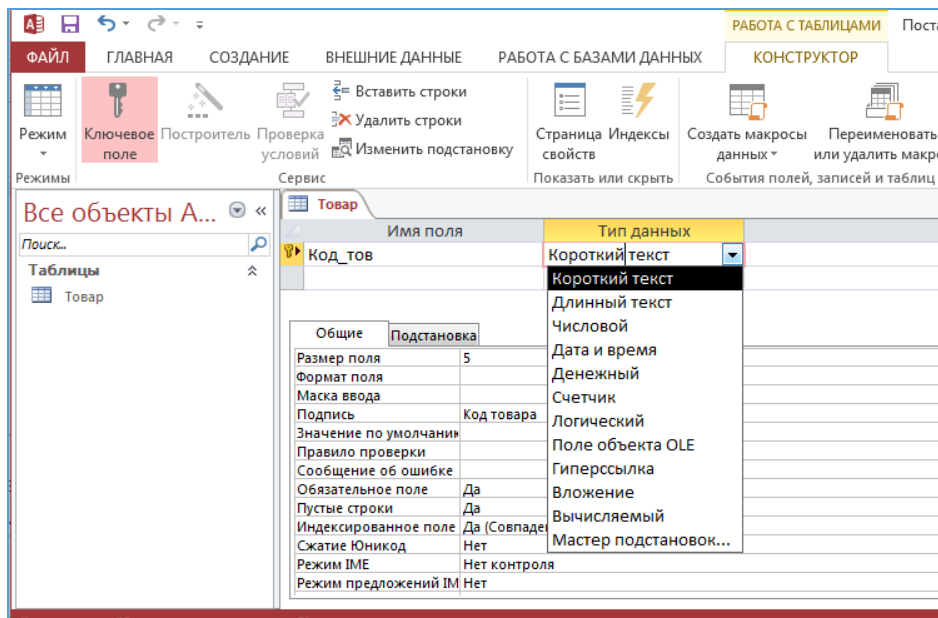 РАБОТА С ТАБЛИЦАМИ Поста
ФАЙЛ ГЛАВНАЯ СОЗДАНИЕ ВНЕШНИЕ ДАННЫЕ РАБОТА С БАЗАМИ ДАННЫХ КОНСТРУКТОР
Режим
Ключевое поле
Построитель
Проверка условий
Вставить строки
Удалить строки
Изменить подстановку
Страница свойств
Индексы
Создать макросы данных
Переименовать или удалить макро
Режимы Сервис Показать или скрыть События полей, записей и таблиц
Все объекты A... «
Поиск...
Таблицы
Товар
Товар
Имя поля Тип данных
Код_тов Короткий текст
Короткий текст
Длинный текст
Числовой
Дата и время
Денежный
Счетчик
Логический
Поле объекта OLE
Гиперссылка
Вложение
Вычисляемый
Мастер подстановок...
Общие Подстановка
Размер поля 5
Формат поля
Маска ввода
Подпись Код товара
Значение по умолчани
Правило проверки
Сообщение об ошибке
Обязательное поле Да
Пустые строки Да
Индексированное поле Да (Совпаде
Сжатие Юникод Нет
Режим IME Нет контроля
Режим предложений IM Нет